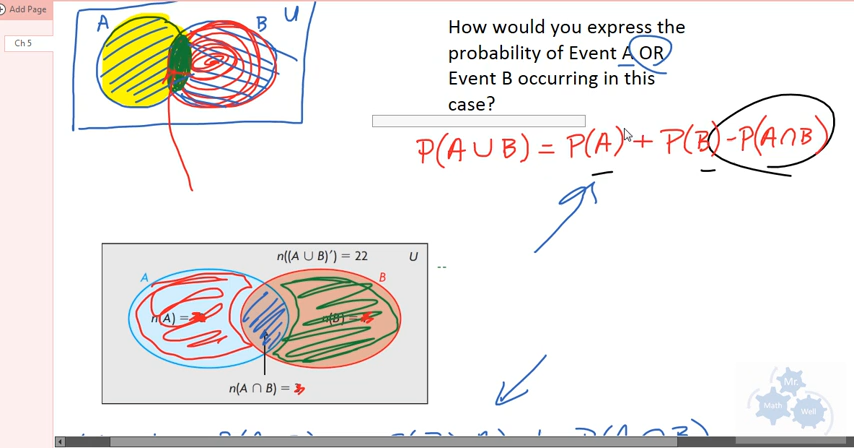 Add Page
Ch 5
A
B
U
How would you express the
probability of Event A OR
Event B occurring in this
case?
P(A ∪ B) = P(A) + P(B) - P(A ∩ B)
n((A ∪ B)′) = 22
U
A
B
n(A) =
n(B) =
n(A ∩ B) =
Mr.
Math
Well